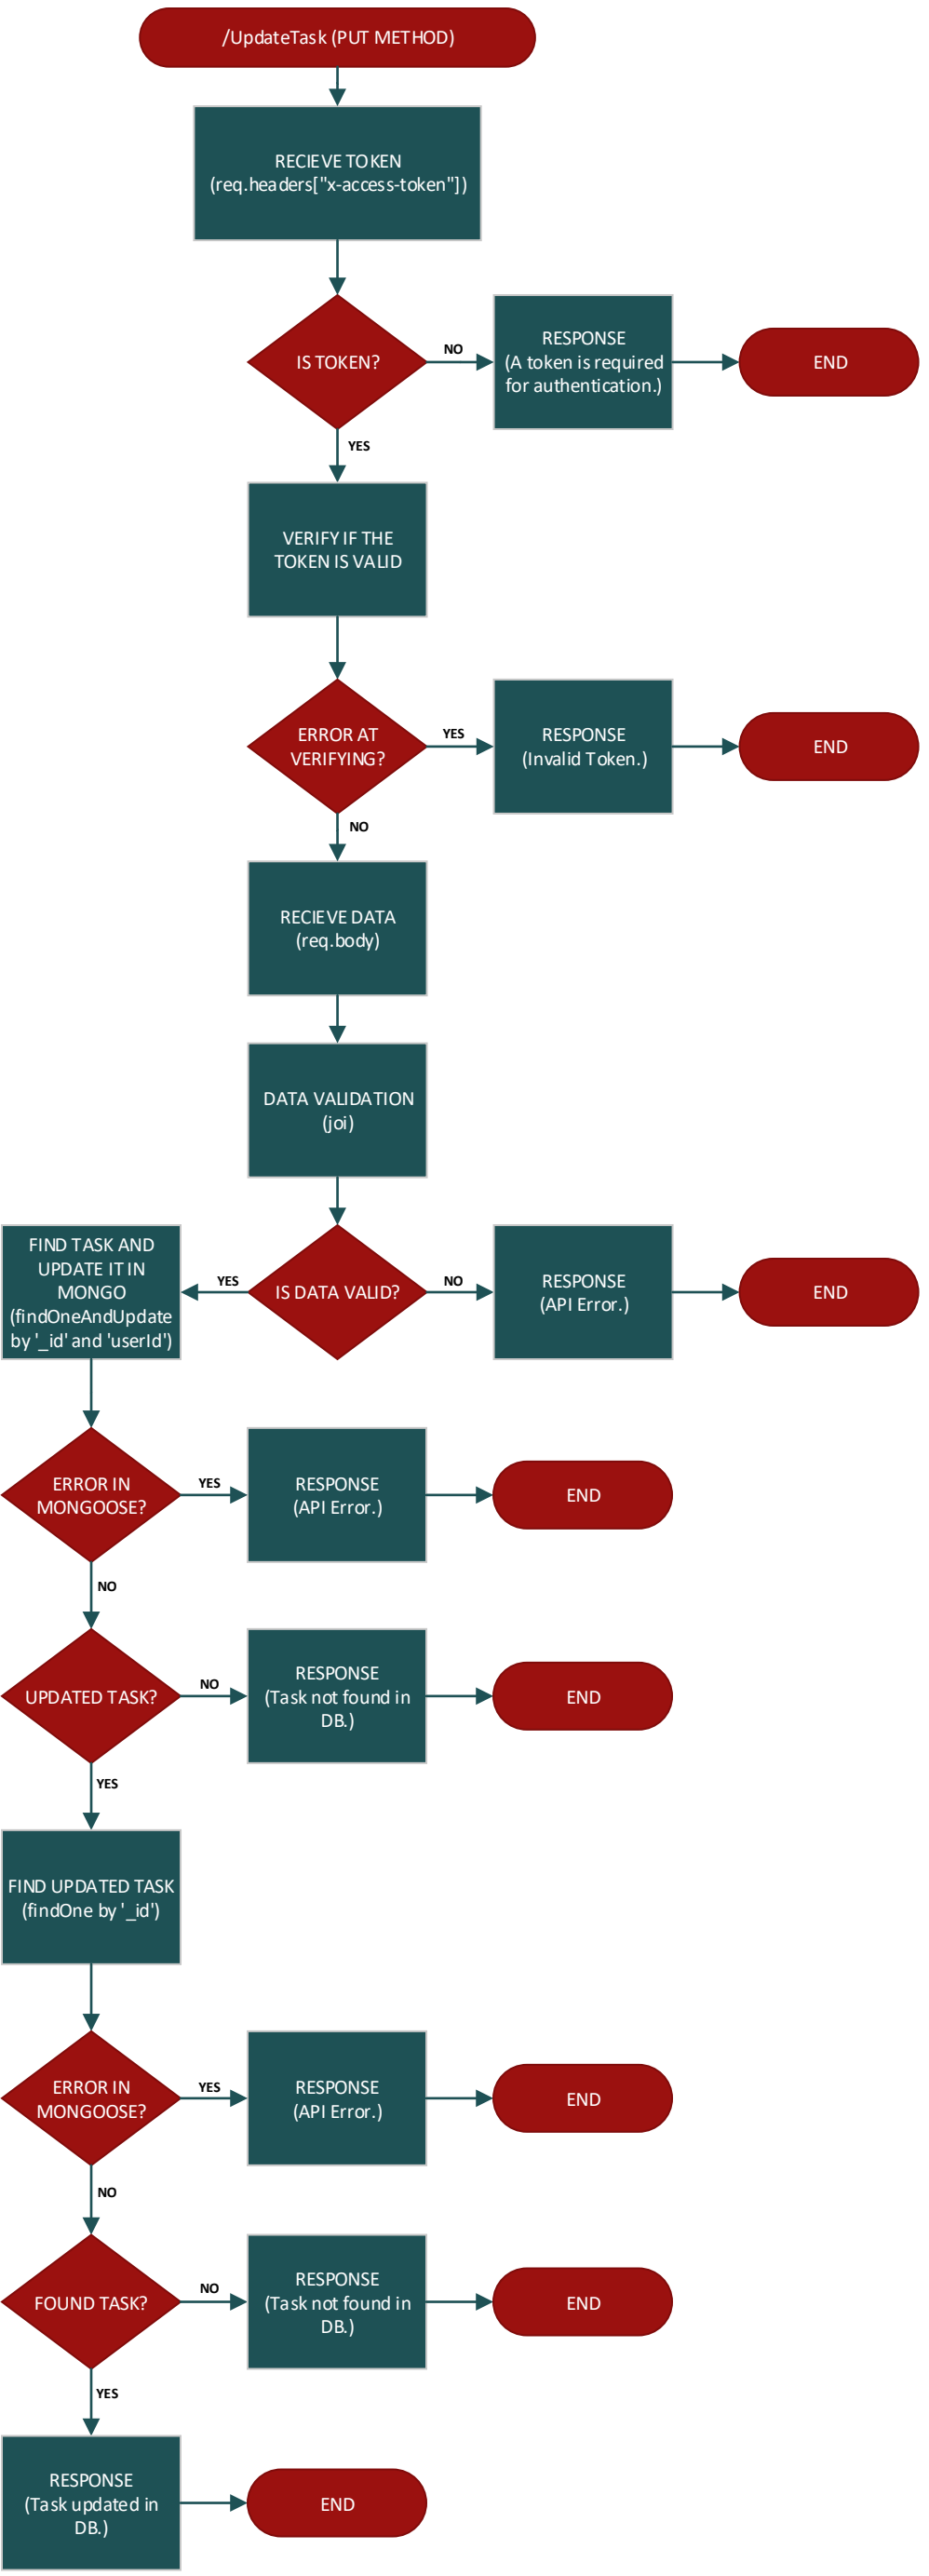 /UpdateTask (PUT METHOD)
RECIEVE TOKEN
(req.headers["x-access-token"])
IS TOKEN?
NO
RESPONSE
(A token is required
for authentication.)
END
YES
VERIFY IF THE
TOKEN IS VALID
ERROR AT
VERIFYING?
YES
RESPONSE
(Invalid Token.)
END
NO
RECIEVE DATA
(req.body)
DATA VALIDATION
(joi)
IS DATA VALID?
NO
RESPONSE
(API Error.)
END
YES
FIND TASK AND
UPDATE IT IN
MONGO
(findOneAndUpdate
by '_id' and 'userId')
ERROR IN
MONGOOSE?
YES
RESPONSE
(API Error.)
END
NO
UPDATED TASK?
NO
RESPONSE
(Task not found in
DB.)
END
YES
FIND UPDATED TASK
(findOne by '_id')
ERROR IN
MONGOOSE?
YES
RESPONSE
(API Error.)
END
NO
FOUND TASK?
NO
RESPONSE
(Task not found in
DB.)
END
YES
RESPONSE
(Task updated in
DB.)
END